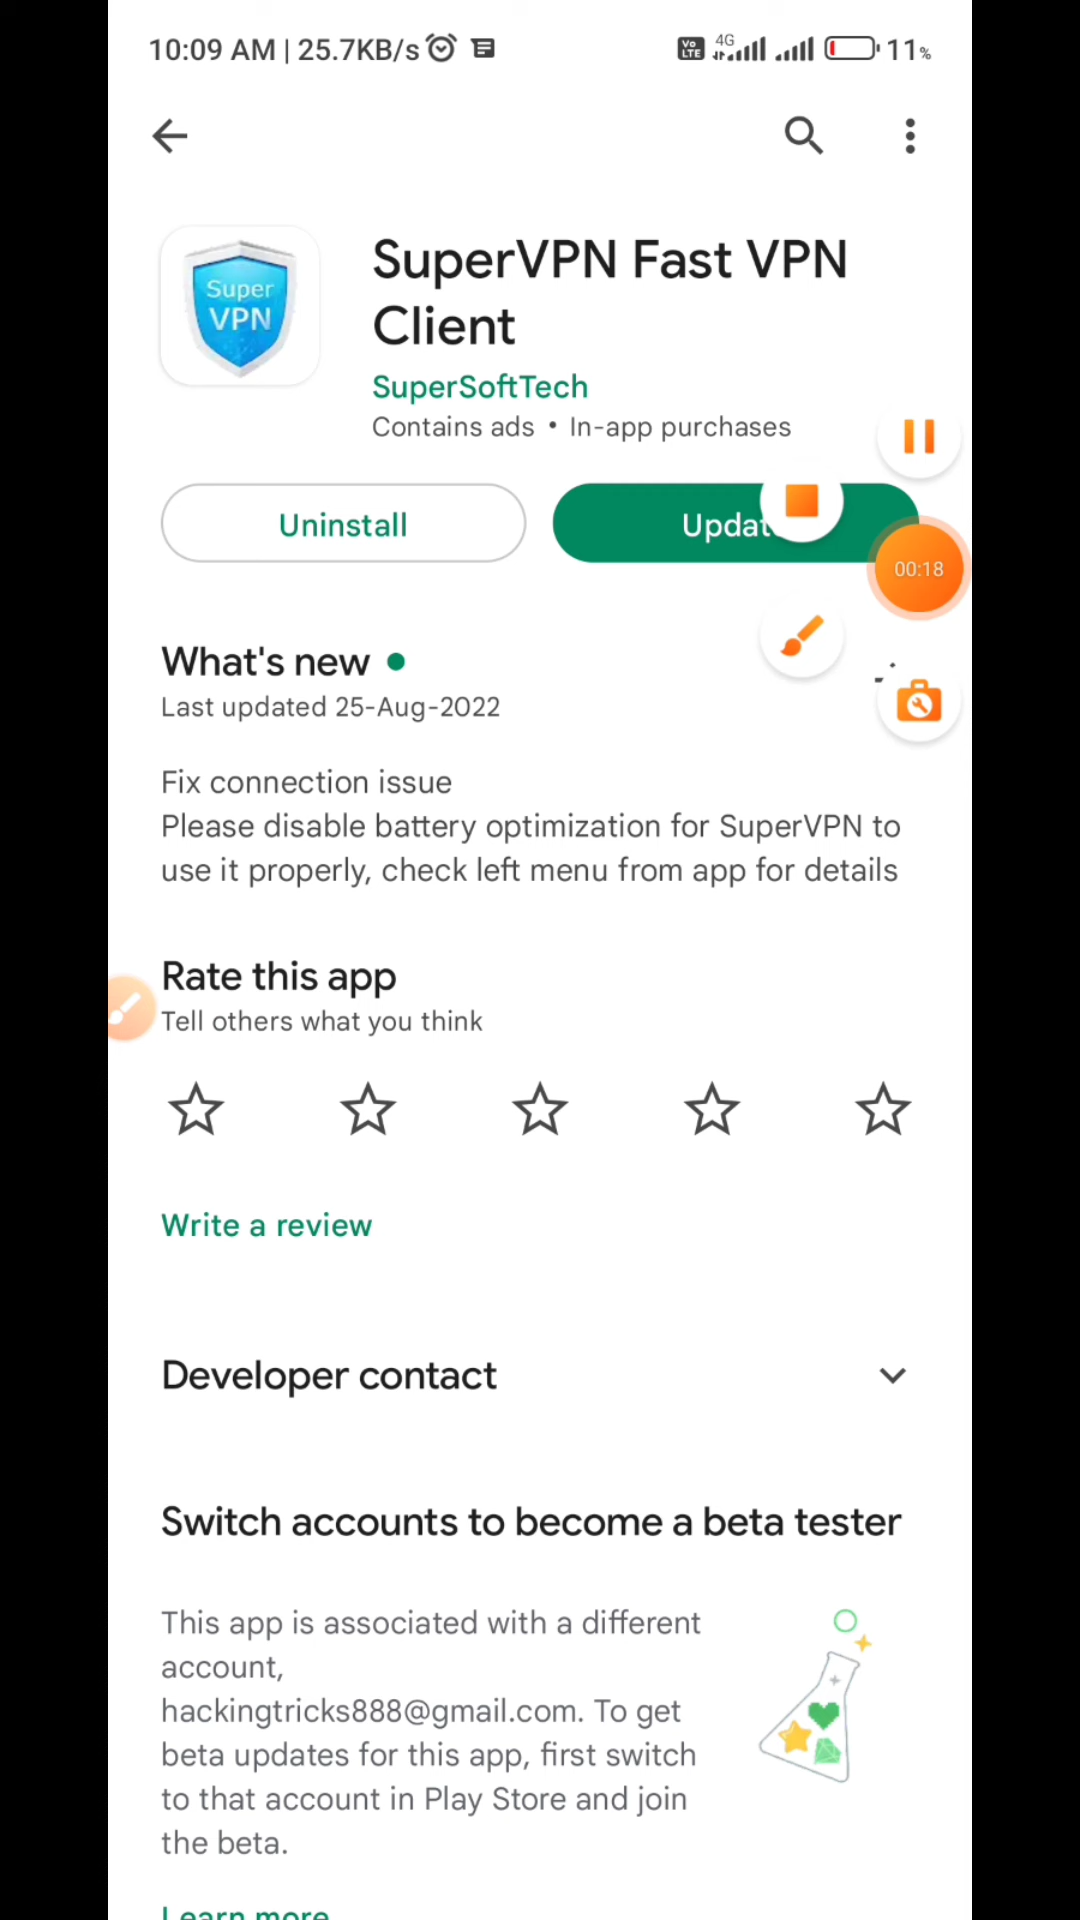 10:09 AM | 25.7KB/s
Vo LTE 4G 11%
Super
VPN
SuperVPN Fast VPN
Client
SuperSoftTech
Contains ads • In-app purchases
Uninstall
00:18
What's new
Last updated 25-Aug-2022
Fix connection issue
Please disable battery optimization for SuperVPN to
use it properly, check left menu from app for details
Rate this app
Tell others what you think
Write a review
Developer contact
Switch accounts to become a beta tester
This app is associated with a different
account,
hackingtricks888@gmail.com. To get
beta updates for this app, first switch
to that account in Play Store and join
the beta.
Learn more